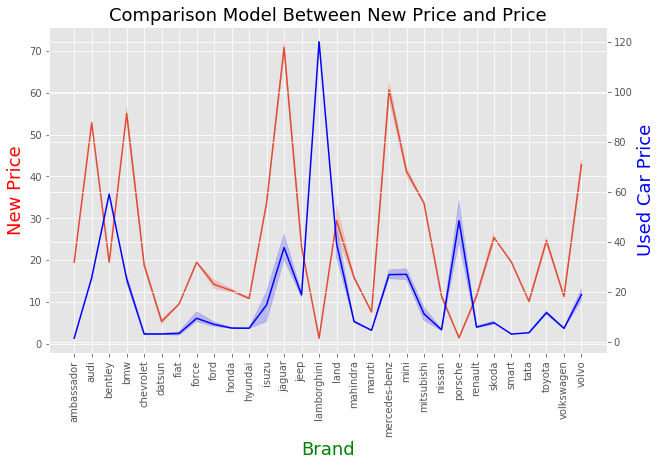 Comparison Model Between New Price and Price
New Price
70
60
50
40
30
20
10
0
Used Car Price
120
100
80
60
40
20
0
ambassador
audi
bentley
bmw
chevrolet
datsun
fiat
force
ford
honda
hyundai
isuzu
jaguar
jeep
lamborghini
land
mahindra
maruti
mercedes-benz
mini
mitsubishi
nissan
porsche
renault
skoda
smart
tata
toyota
volkswagen
volvo
Brand